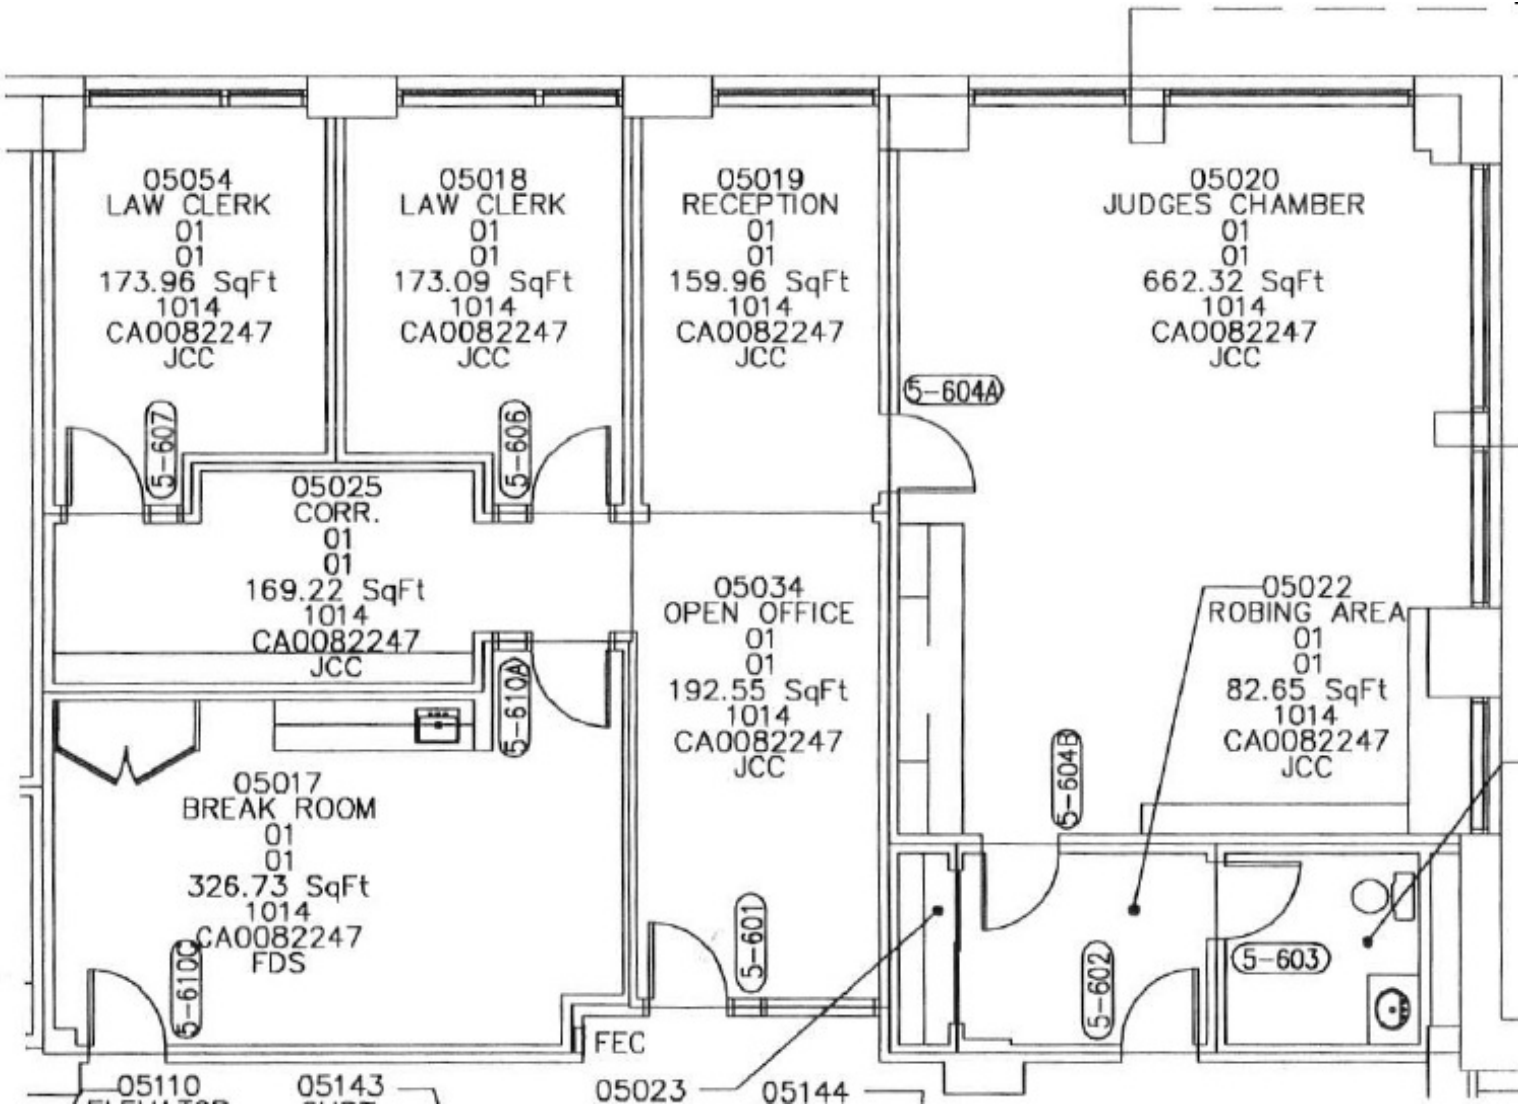 05054
LAW CLERK
01
01
173.96 SqFt
1014
CA0082247
JCC
05018
LAW CLERK
01
01
173.09 SqFt
1014
CA0082247
JCC
05019
RECEPTION
01
01
159.96 SqFt
1014
CA0082247
JCC
05020
JUDGES CHAMBER
01
01
662.32 SqFt
1014
CA0082247
JCC
5-604A
5-607
5-606
05025
CORR.
01
01
169.22 SqFt
1014
CA0082247
JCC
05034
OPEN OFFICE
01
01
192.55 SqFt
1014
CA0082247
JCC
05022
ROBING AREA
01
01
82.65 SqFt
1014
CA0082247
JCC
5-610A
5-604B
05017
BREAK ROOM
01
01
326.73 SqFt
1014
CA0082247
FDS
5-610C
5-601
5-602
5-603
FEC
05110
ELEVATOR
05143
05023
05144